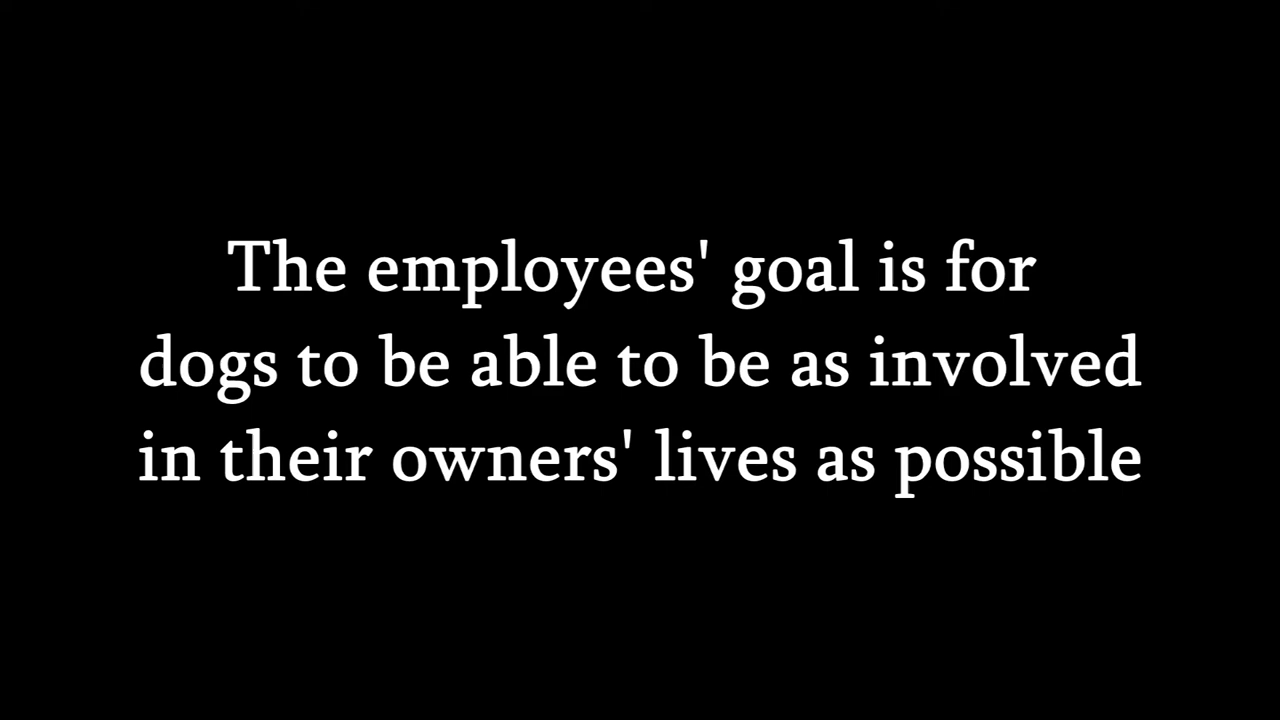 The employees' goal is for
dogs to be able to be as involved
in their owners' lives as possible